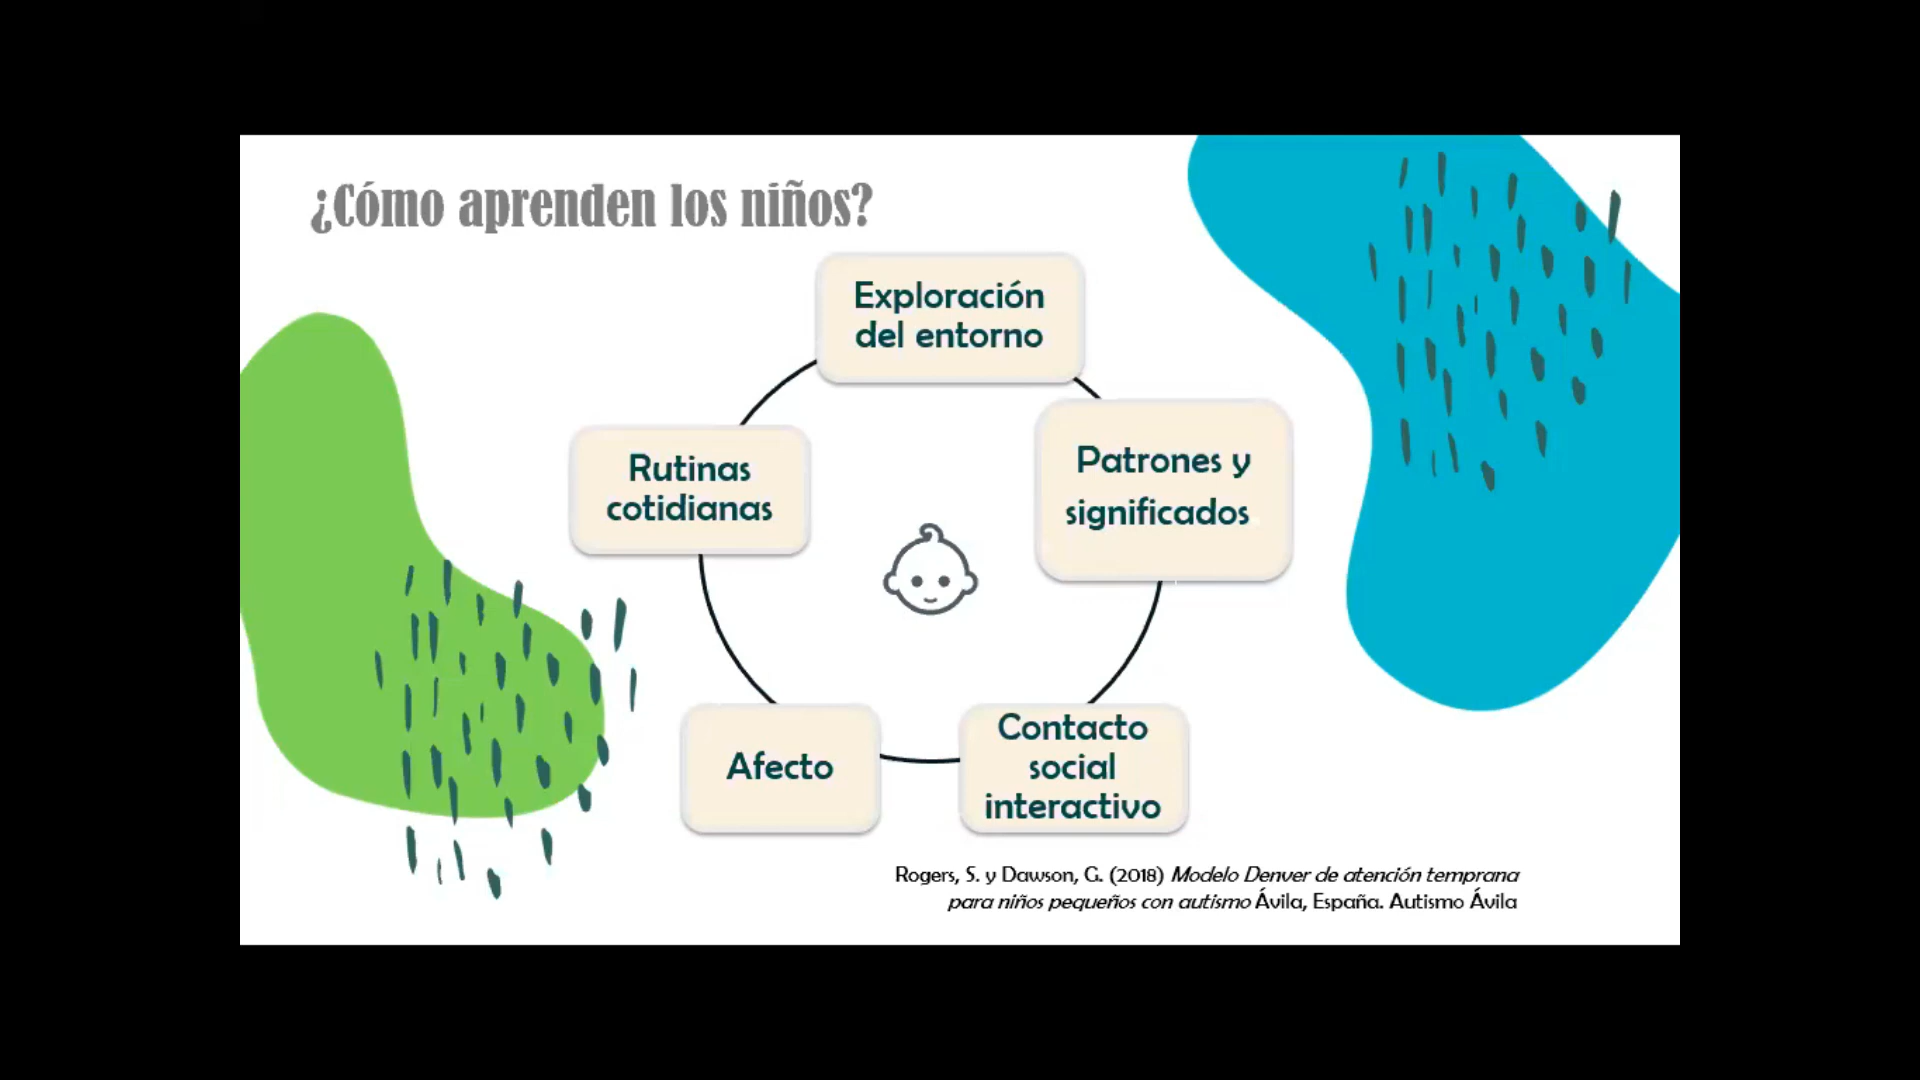 ¿Cómo aprenden los niños?
Exploración
del entorno
Patrones y
significados
Contacto
social
interactivo
Afecto
Rutinas
cotidianas
Rogers, S. y Dawson, G. (2018) Modelo Denver de atención temprana
para niños pequeños con autismo Ávila, España. Autismo Ávila